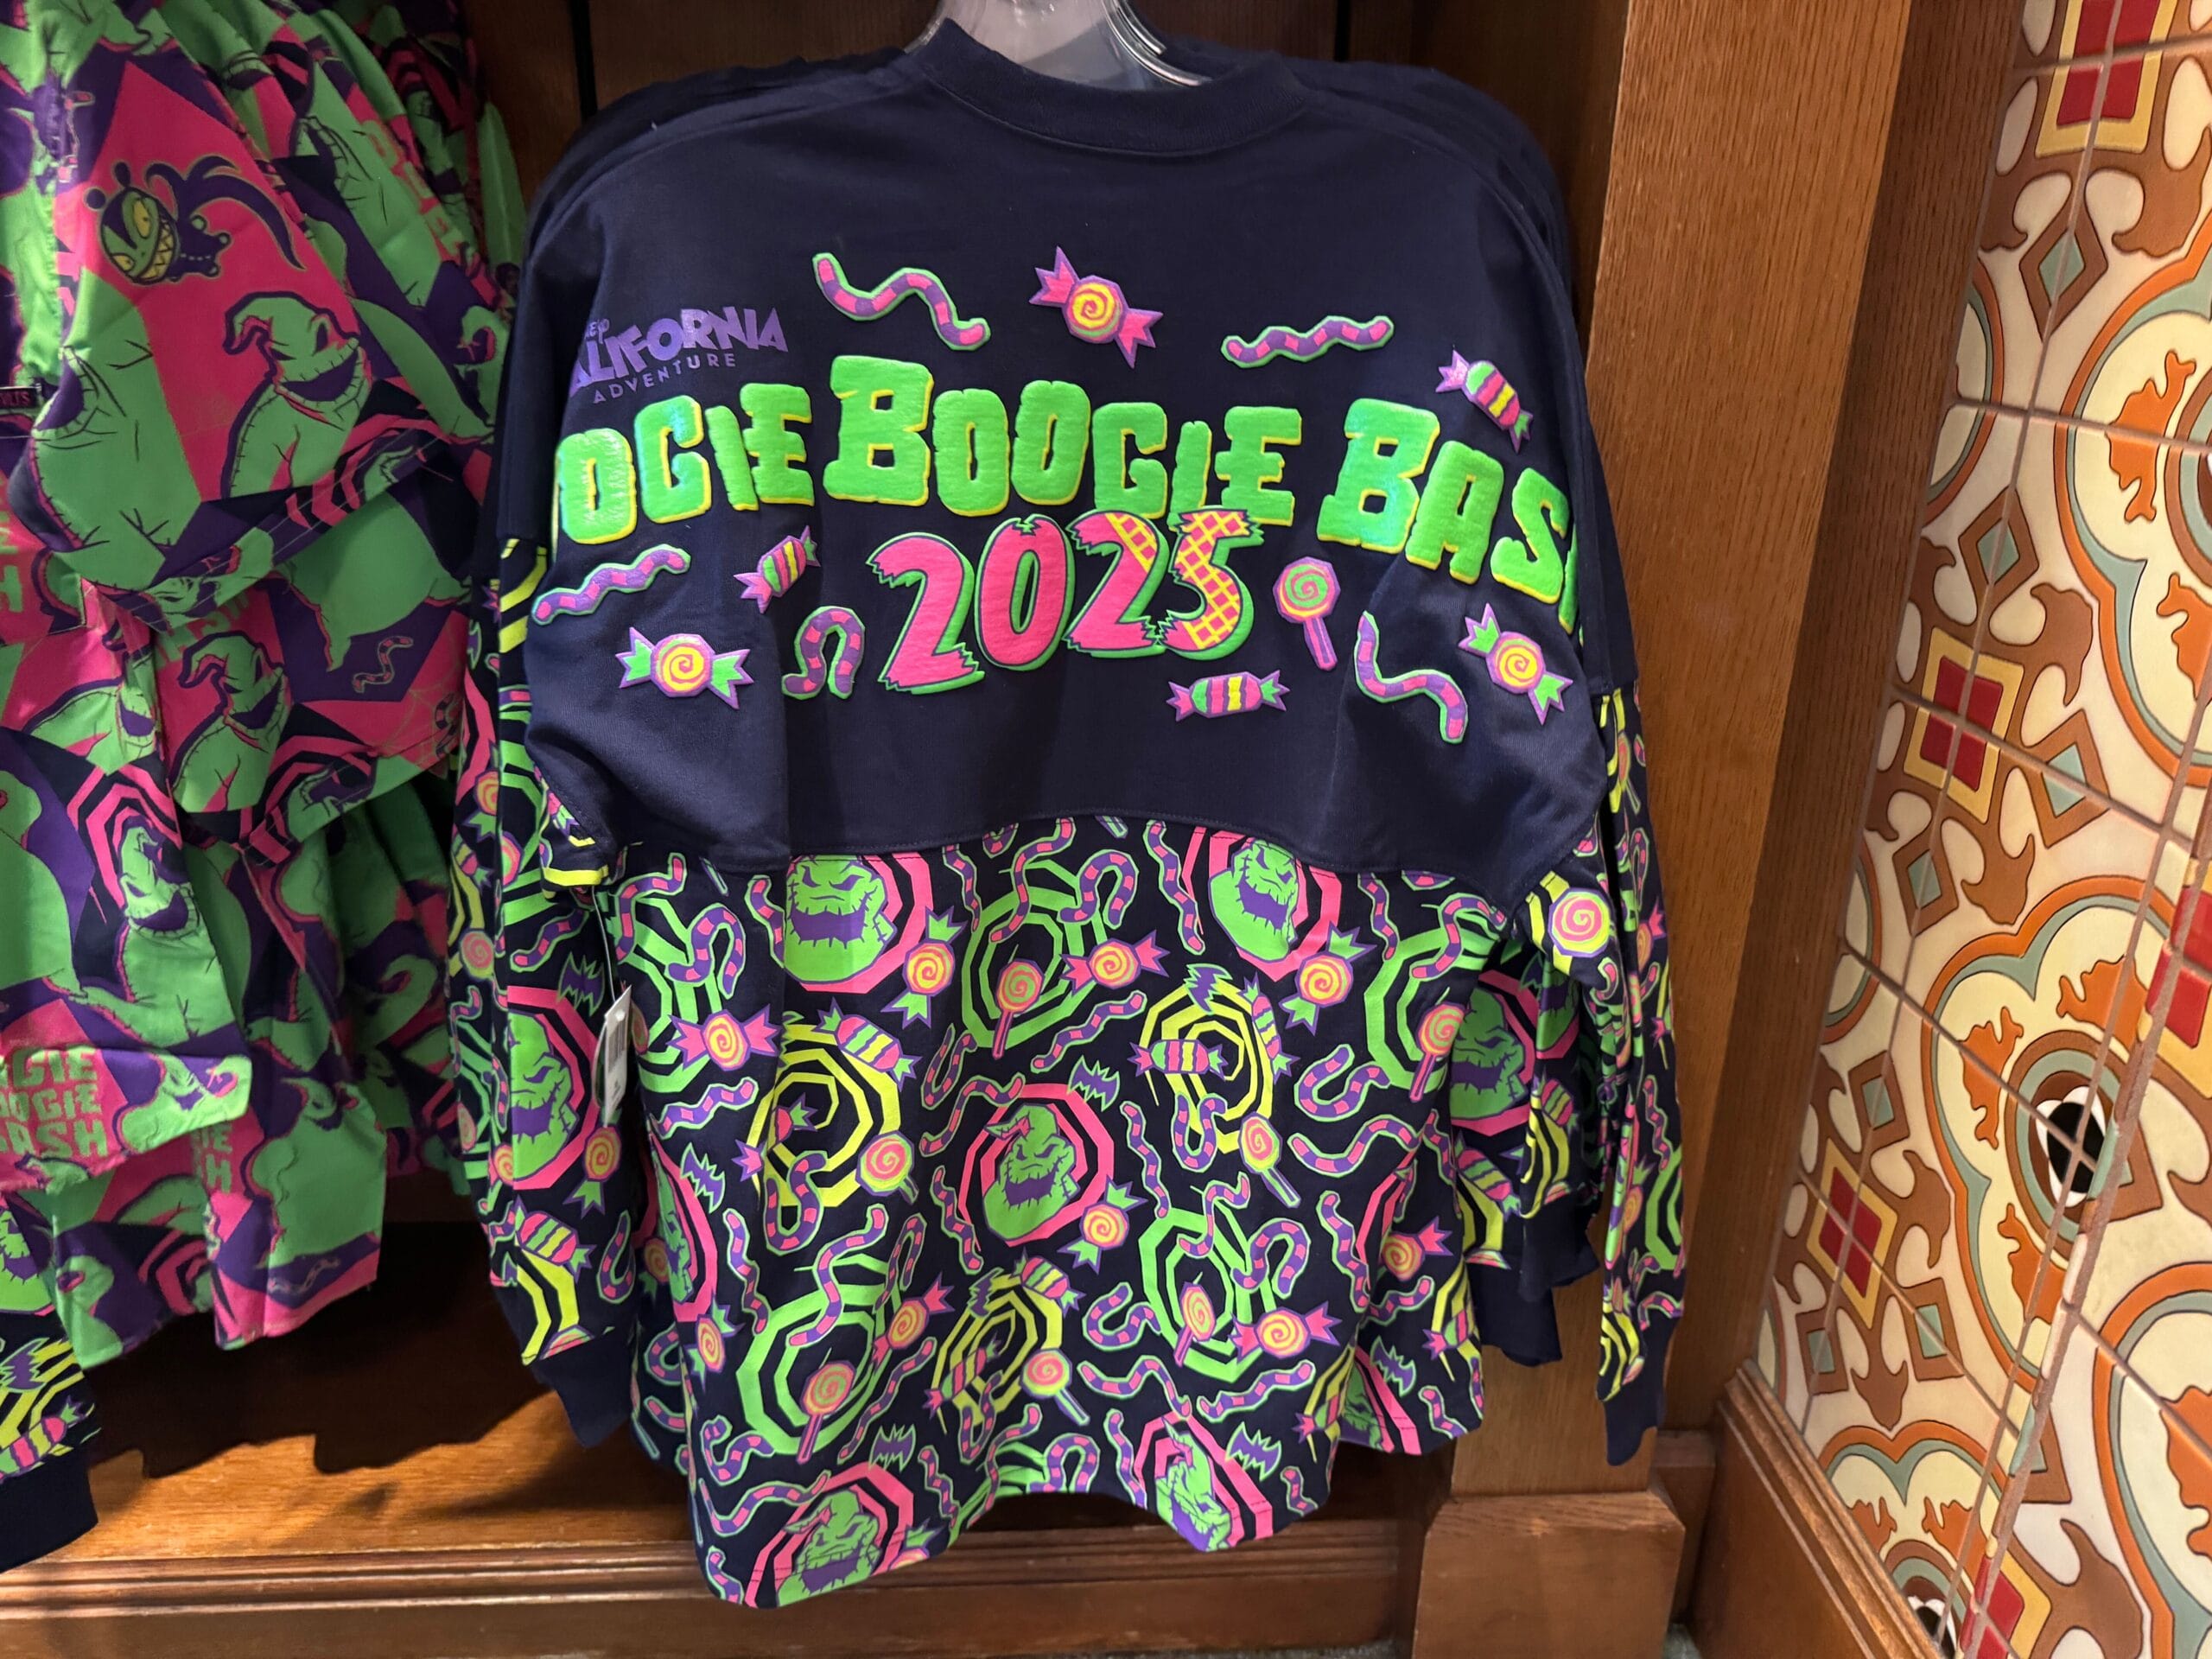 ALIFORNIA
ADVENTURE
OGIE BOOGIE BAS
2025
OGIE
OOGIE
BASH